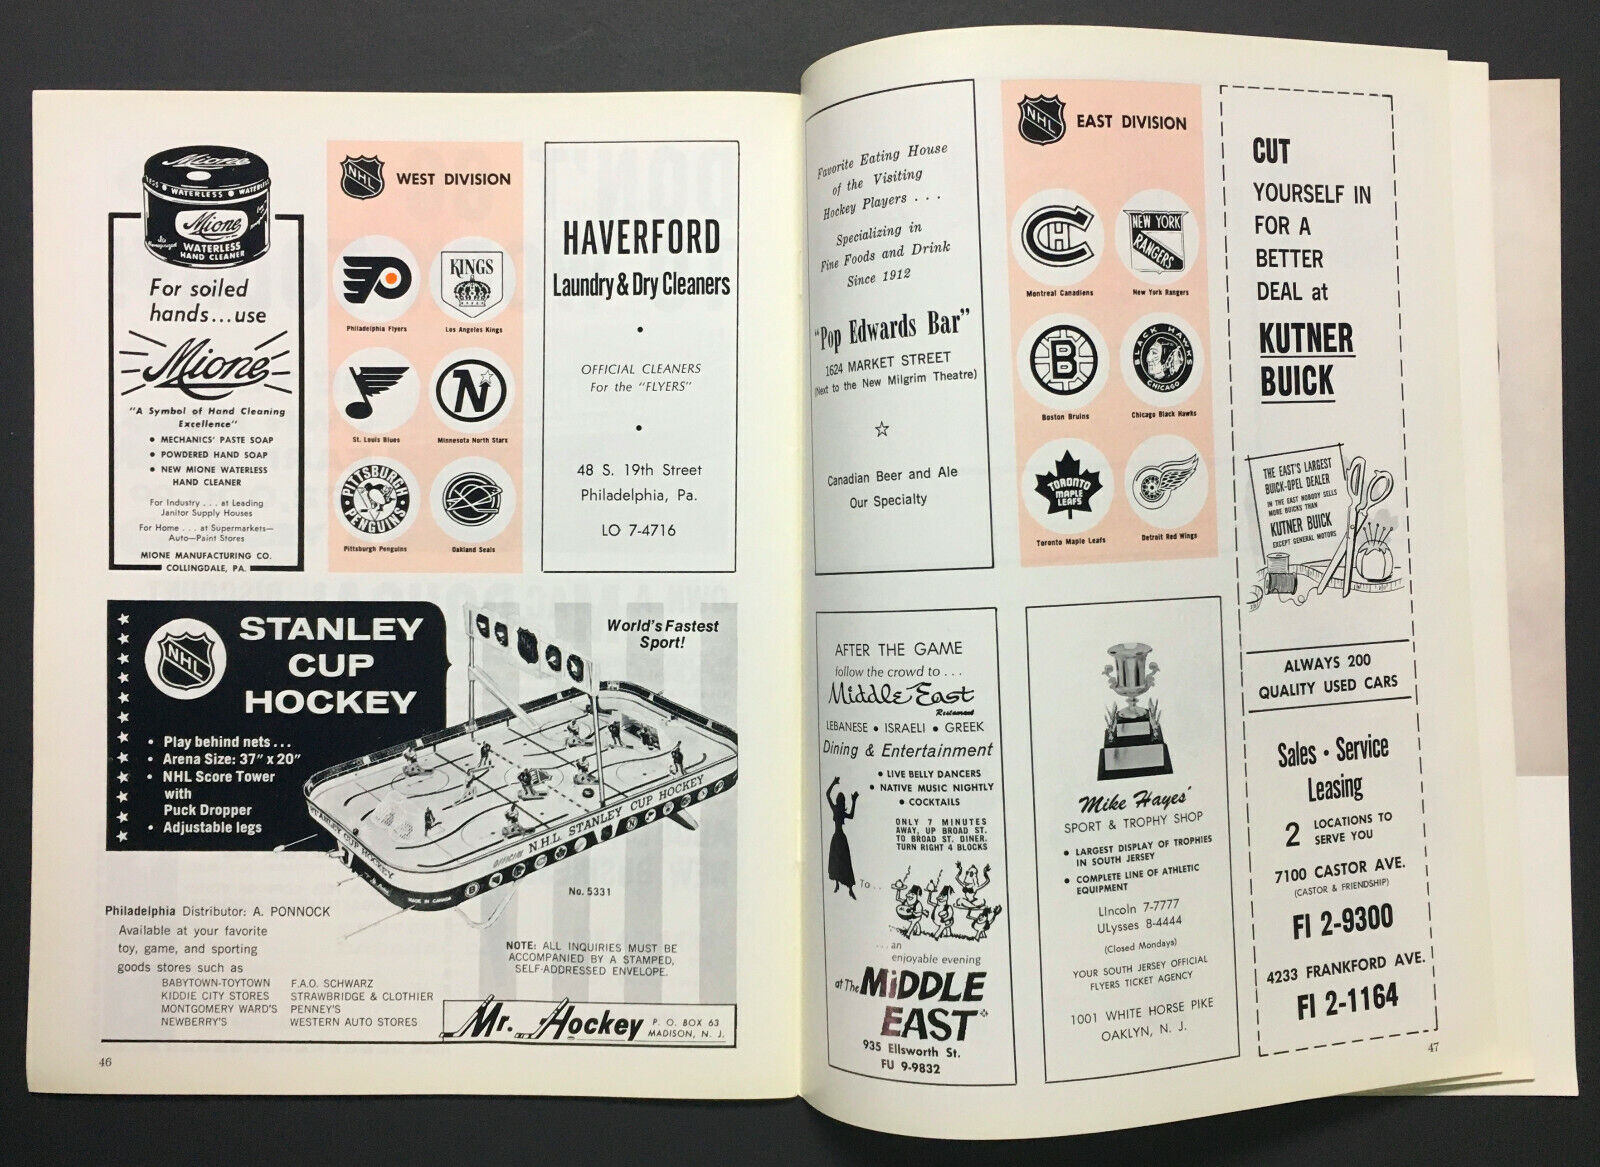 Mione
WATERLESS • WATERLESS
Mione
WATERLESS
HAND CLEANER
For soiled
hands...use
Mione
"A Symbol of Hand Cleaning
Excellence"
• MECHANICS' PASTE SOAP
• POWDERED HAND SOAP
• NEW MIONE WATERLESS
HAND CLEANER
For Industry . . . at Leading
Janitor Supply Houses
For Home . . . at Supermarkets—
Auto—Paint Stores
MIONE MANUFACTURING CO.
COLLINGDALE, PA.
NHL
WEST DIVISION
Philadelphia Flyers
KINGS
Los Angeles Kings
St. Louis Blues
N
Minnesota North Stars
PITTSBURGH
PENGUINS
Pittsburgh Penguins
Oakland Seals
HAVERFORD
Laundry & Dry Cleaners
•
OFFICIAL CLEANERS
For the "FLYERS"
•
48 S. 19th Street
Philadelphia, Pa.
LO 7-4716
NHL
STANLEY
CUP
HOCKEY
• Play behind nets...
• Arena Size: 37" x 20"
• NHL Score Tower
with
Puck Dropper
• Adjustable legs
World's Fastest
Sport!
STANLEY CUP HOCKEY
OFFICIAL N.H.L. STANLEY CUP HOCKEY
MADE IN CANADA
No. 5331
Philadelphia Distributor: A. PONNOCK
Available at your favorite
toy, game, and sporting
goods stores such as
BABYTOWN-TOYTOWN
KIDDIE CITY STORES
MONTGOMERY WARD'S
NEWBERRY'S
F.A.O. SCHWARZ
STRAWBRIDGE & CLOTHIER
PENNEY'S
WESTERN AUTO STORES
NOTE: ALL INQUIRIES MUST BE
ACCOMPANIED BY A STAMPED,
SELF-ADDRESSED ENVELOPE.
Mr. Hockey
P. O. BOX 63
MADISON, N. J.
46
Favorite Eating House
of the Visiting
Hockey Players . . .
Specializing in
Fine Foods and Drink
Since 1912
"Pop Edwards Bar"
1624 MARKET STREET
(Next to the New Milgrim Theatre)
Canadian Beer and Ale
Our Specialty
NHL
EAST DIVISION
CH
Montreal Canadiens
NEW YORK
RANGERS
New York Rangers
B
Boston Bruins
BLACK HAWKS
CHICAGO
Chicago Black Hawks
TORONTO
MAPLE
LEAFS
Toronto Maple Leafs
Detroit Red Wings
CUT
YOURSELF IN
FOR A
BETTER
DEAL at
KUTNER
BUICK
THE EAST'S LARGEST
BUICK-OPEL DEALER
IN THE EAST NOBODY SELLS
MORE BUICKS THAN
KUTNER BUICK
EXCEPT GENERAL MOTORS
ALWAYS 200
QUALITY USED CARS
Sales • Service
Leasing
2 LOCATIONS TO
SERVE YOU
7100 CASTOR AVE.
(CASTOR & FRIENDSHIP)
FI 2-9300
4233 FRANKFORD AVE.
FI 2-1164
AFTER THE GAME
follow the crowd to . . .
Middle East
Restaurant
LEBANESE • ISRAELI • GREEK
Dining & Entertainment
• LIVE BELLY DANCERS
• NATIVE MUSIC NIGHTLY
• COCKTAILS
ONLY 7 MINUTES
AWAY, UP BROAD ST.
TO BROAD ST. DINER,
TURN RIGHT 4 BLOCKS
To . . .
. . . an
enjoyable evening
at The MiDDLE
EAST
935 Ellsworth St.
FU 9-9832
Mike Hayes'
SPORT & TROPHY SHOP
• LARGEST DISPLAY OF TROPHIES
IN SOUTH JERSEY
• COMPLETE LINE OF ATHLETIC
EQUIPMENT
LIncoln 7-7777
ULysses 8-4444
(Closed Mondays)
YOUR SOUTH JERSEY OFFICIAL
FLYERS TICKET AGENCY
1001 WHITE HORSE PIKE
OAKLYN, N. J.
47